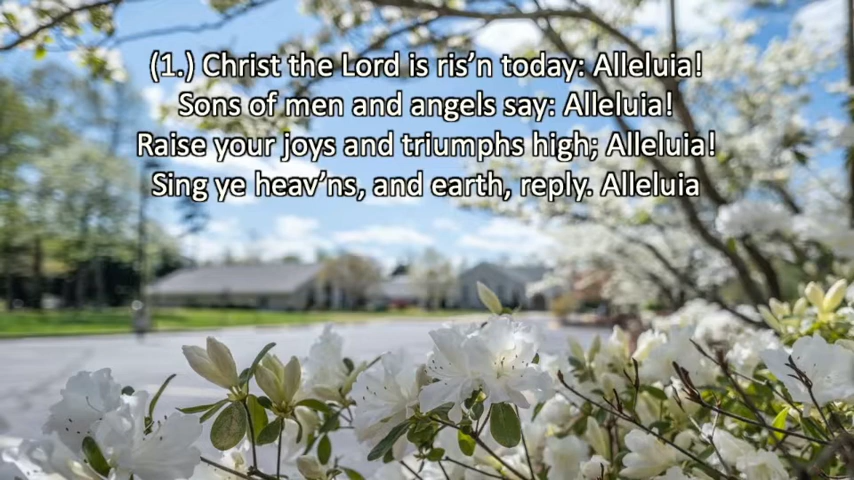 (1.) Christ the Lord is ris’n today: Alleluia!
Sons of men and angels say: Alleluia!
Raise your joys and triumphs high; Alleluia!
Sing ye heav’ns, and earth, reply. Alleluia